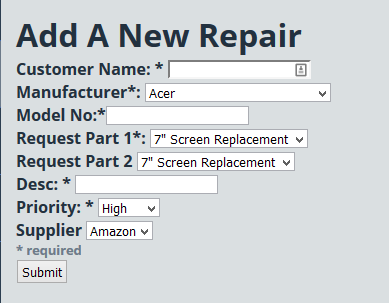 Add A New Repair
Customer Name: *
Manufacturer*: Acer
Model No:*
Request Part 1*: 7" Screen Replacement
Request Part 2 7" Screen Replacement
Desc: *
Priority: * High
Supplier Amazon
* required
Submit